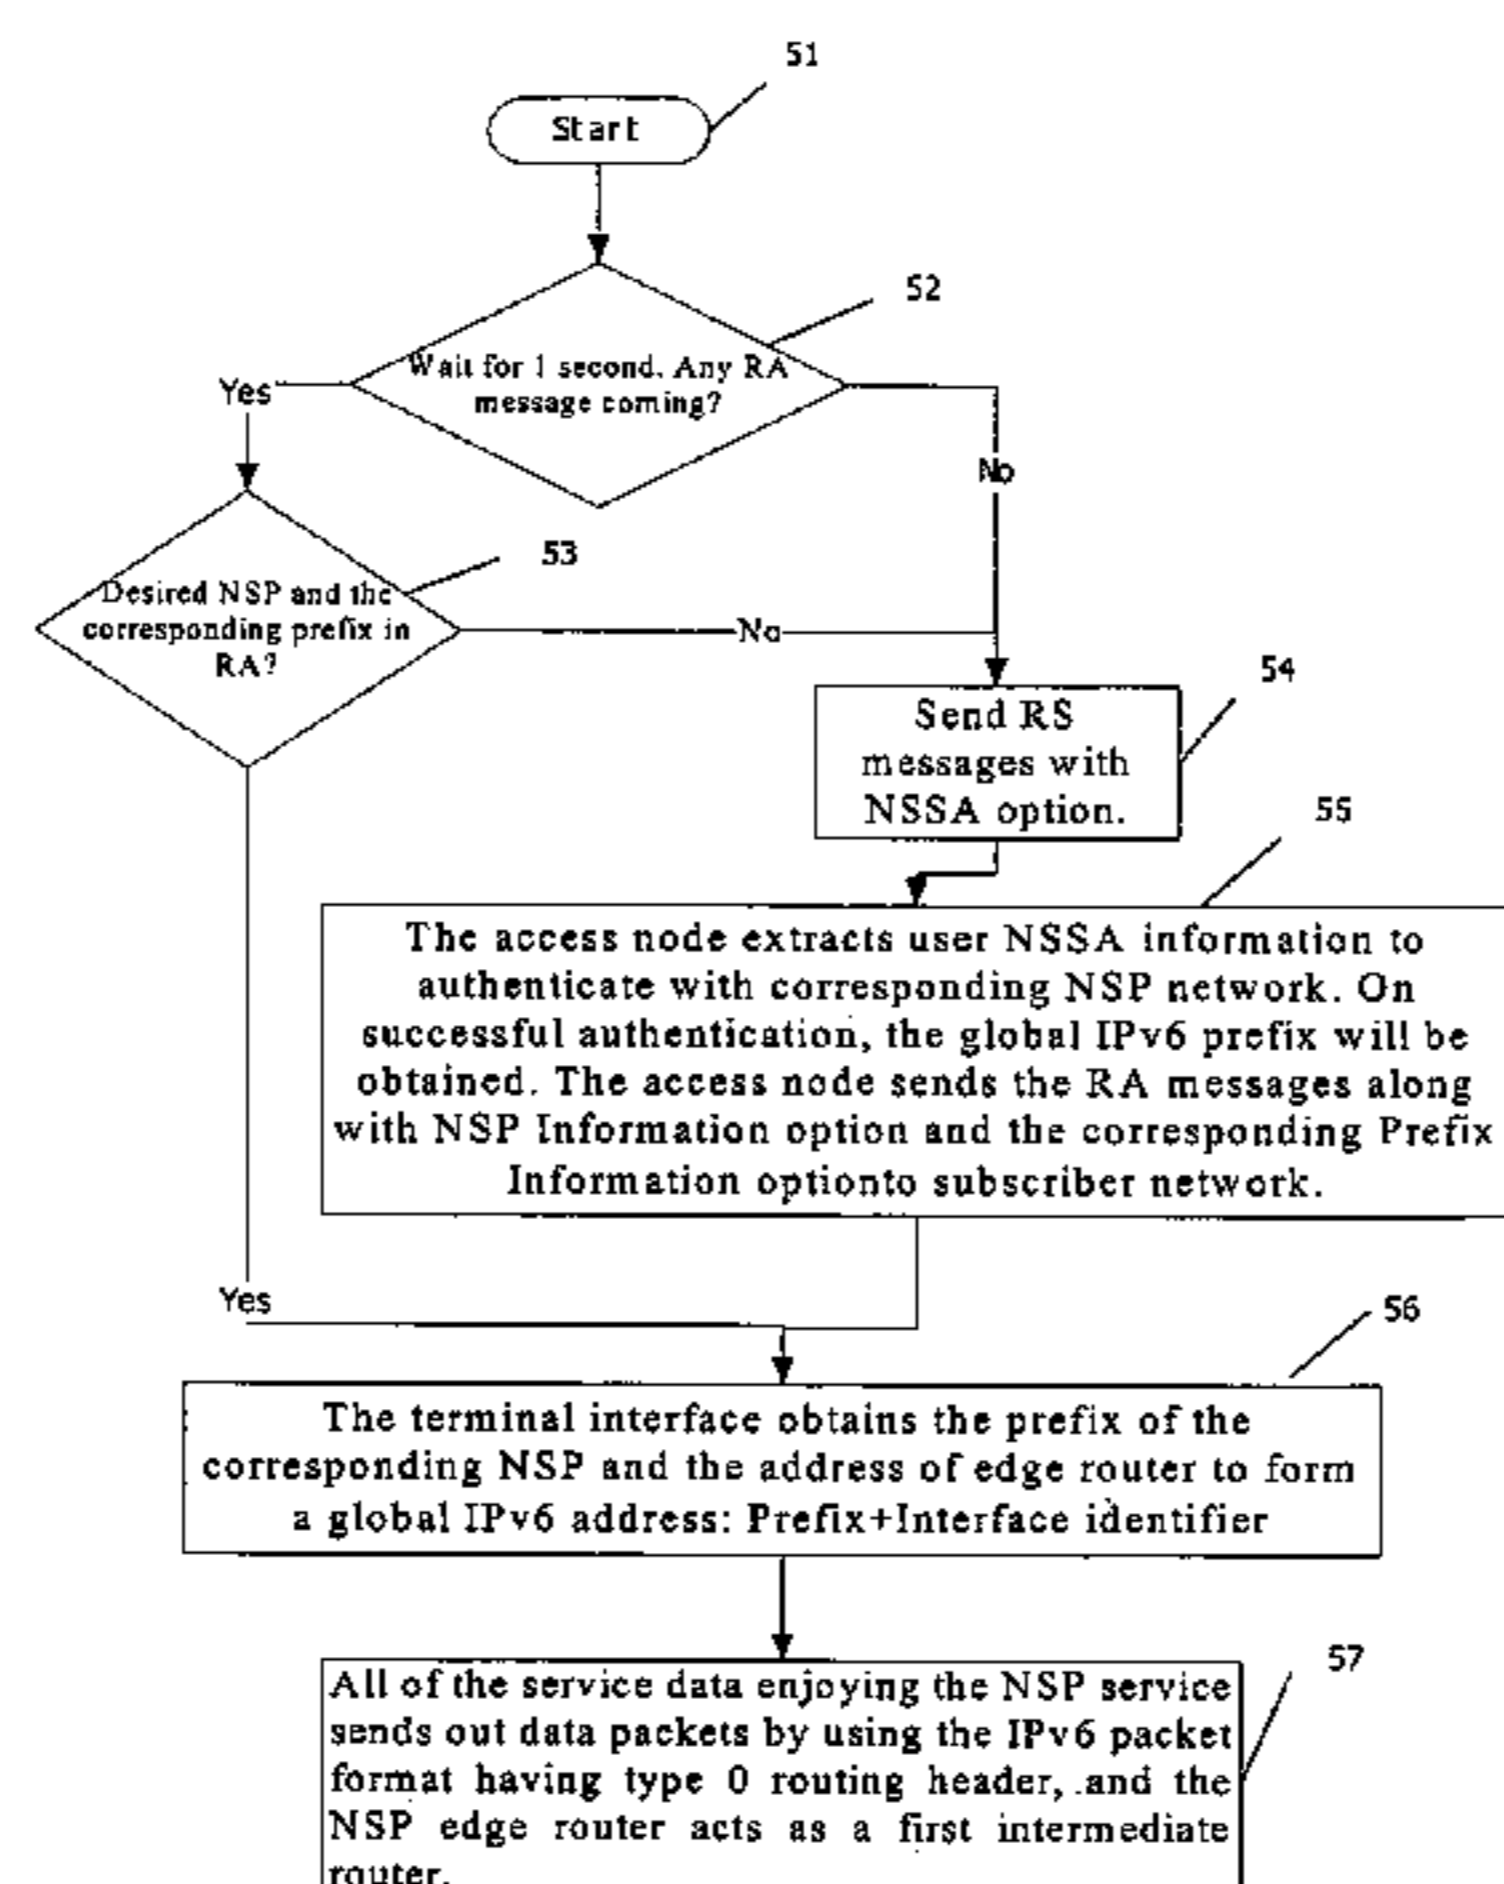 51
Start
52
Wait for 1 second. Any RA
message coming?
Yes
No
53
Desired NSP and the
corresponding prefix in
RA?
No
54
Send RS
messages with
NSSA option.
55
The access node extracts user NSSA information to
authenticate with corresponding NSP network. On
successful authentication, the global IPv6 prefix will be
obtained. The access node sends the RA messages along
with NSP Information option and the corresponding Prefix
Information optionto subscriber network.
Yes
56
The terminal interface obtains the prefix of the
corresponding NSP and the address of edge router to form
a global IPv6 address: Prefix+Interface identifier
57
All of the service data enjoying the NSP service
sends out data packets by using the IPv6 packet
format having type 0 routing header, and the
NSP edge router acts as a first intermediate
router.